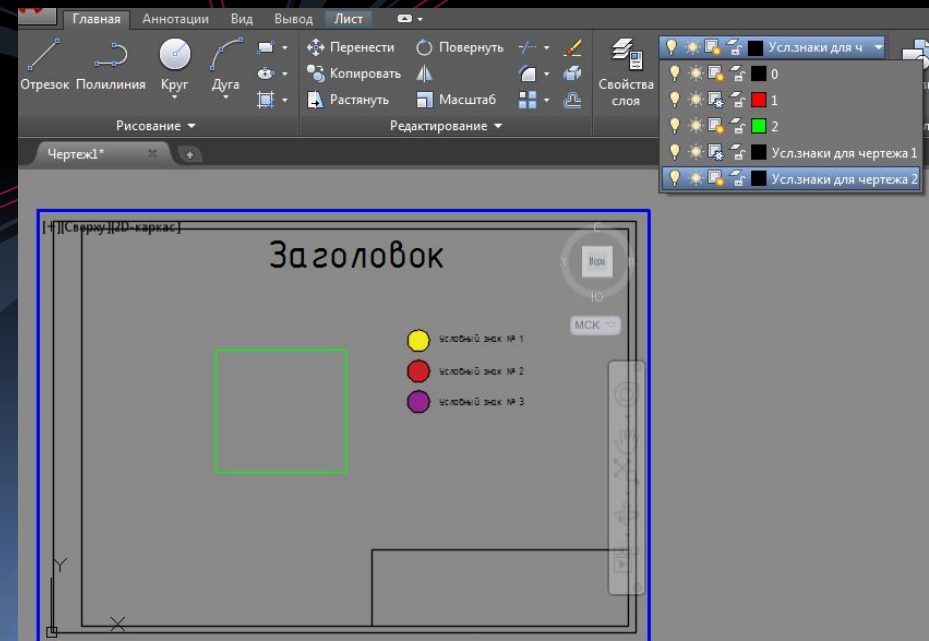 Главная Аннотации Вид Вывод Лист
Перенести Повернуть
Копировать
Растянуть Масштаб
Отрезок Полилиния Круг Дуга
Свойства слоя
Рисование Редактирование
Усл.знаки для ч
0
1
2
Усл.знаки для чертежа 1
Усл.знаки для чертежа 2
Чертеж1*
[+][Сверху][2D-каркас]
Заголовок
С
З Верх В
Ю
МСК
Условный знак № 1
Условный знак № 2
Условный знак № 3
Y
X